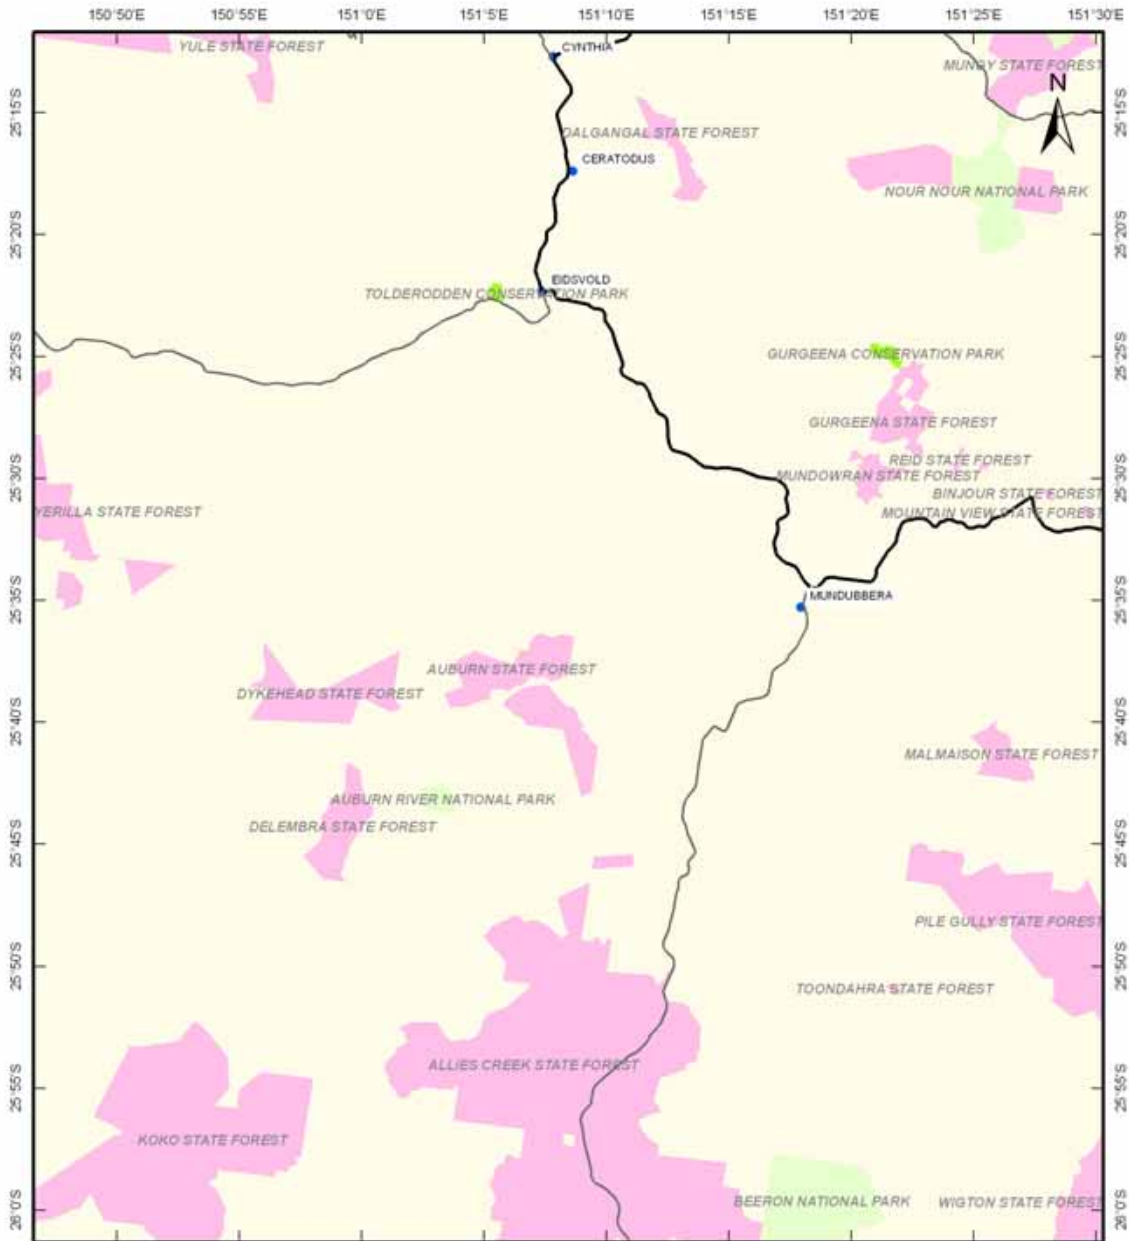 150°50'E 150°55'E 151°0'E 151°5'E 151°10'E 151°15'E 151°20'E 151°25'E 151°30'E
YULE STATE FOREST
CYNTHIA
MUNGY STATE FOREST
N
25°15'S 25°15'S
DALGANGAL STATE FOREST
CERATODUS
NOUR NOUR NATIONAL PARK
25°20'S 25°20'S
EIDSVOLD
TOLDERODDEN CONSERVATION PARK
25°25'S 25°25'S
GURGEENA CONSERVATION PARK
GURGEENA STATE FOREST
REID STATE FOREST
25°30'S 25°30'S
MUNDOWRAN STATE FOREST
BINJOUR STATE FOREST
YERILLA STATE FOREST
MOUNTAIN VIEW STATE FOREST
25°35'S 25°35'S
MUNDUBBERA
AUBURN STATE FOREST
DYKEHEAD STATE FOREST
25°40'S 25°40'S
MALMAISON STATE FOREST
AUBURN RIVER NATIONAL PARK
DELEMBRA STATE FOREST
25°45'S 25°45'S
PILE GULLY STATE FOREST
25°50'S 25°50'S
TOONDAHRA STATE FOREST
ALLIES CREEK STATE FOREST
25°55'S 25°55'S
KOKO STATE FOREST
BEERON NATIONAL PARK
WIGTON STATE FOREST
26°0'S 26°0'S